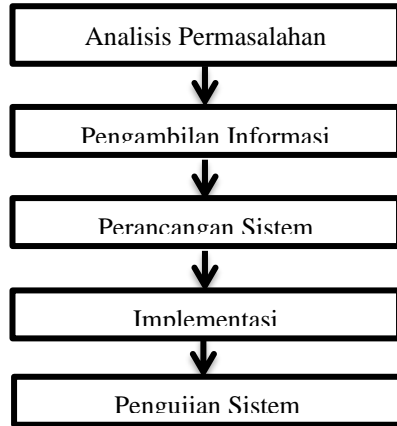 Analisis Permasalahan
Pengambilan Informasi
Perancangan Sistem
Implementasi
Pengujian Sistem